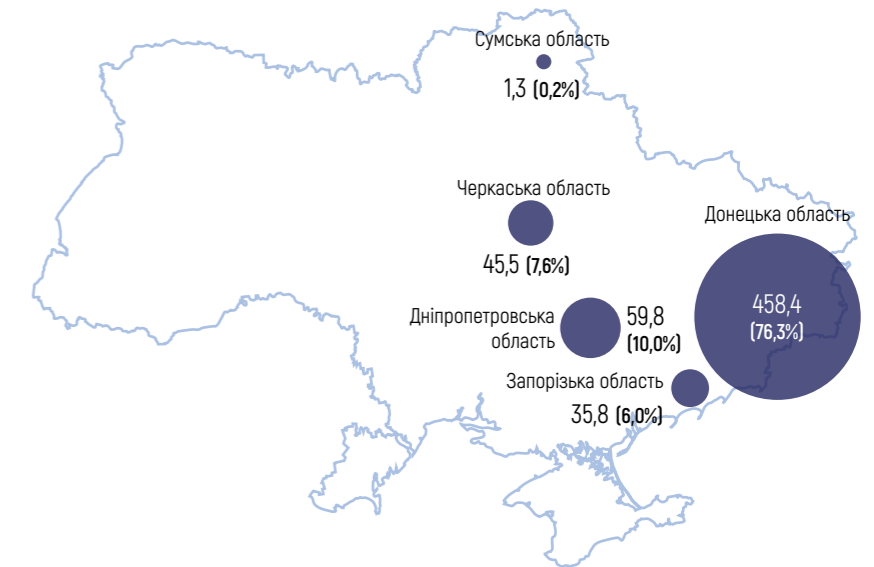 Сумська область
1,3 (0,2%)
Черкаська область
45,5 (7,6%)
Донецька область
458,4
(76,3%)
Дніпропетровська
область
59,8
(10,0%)
Запорізька область
35,8 (6,0%)